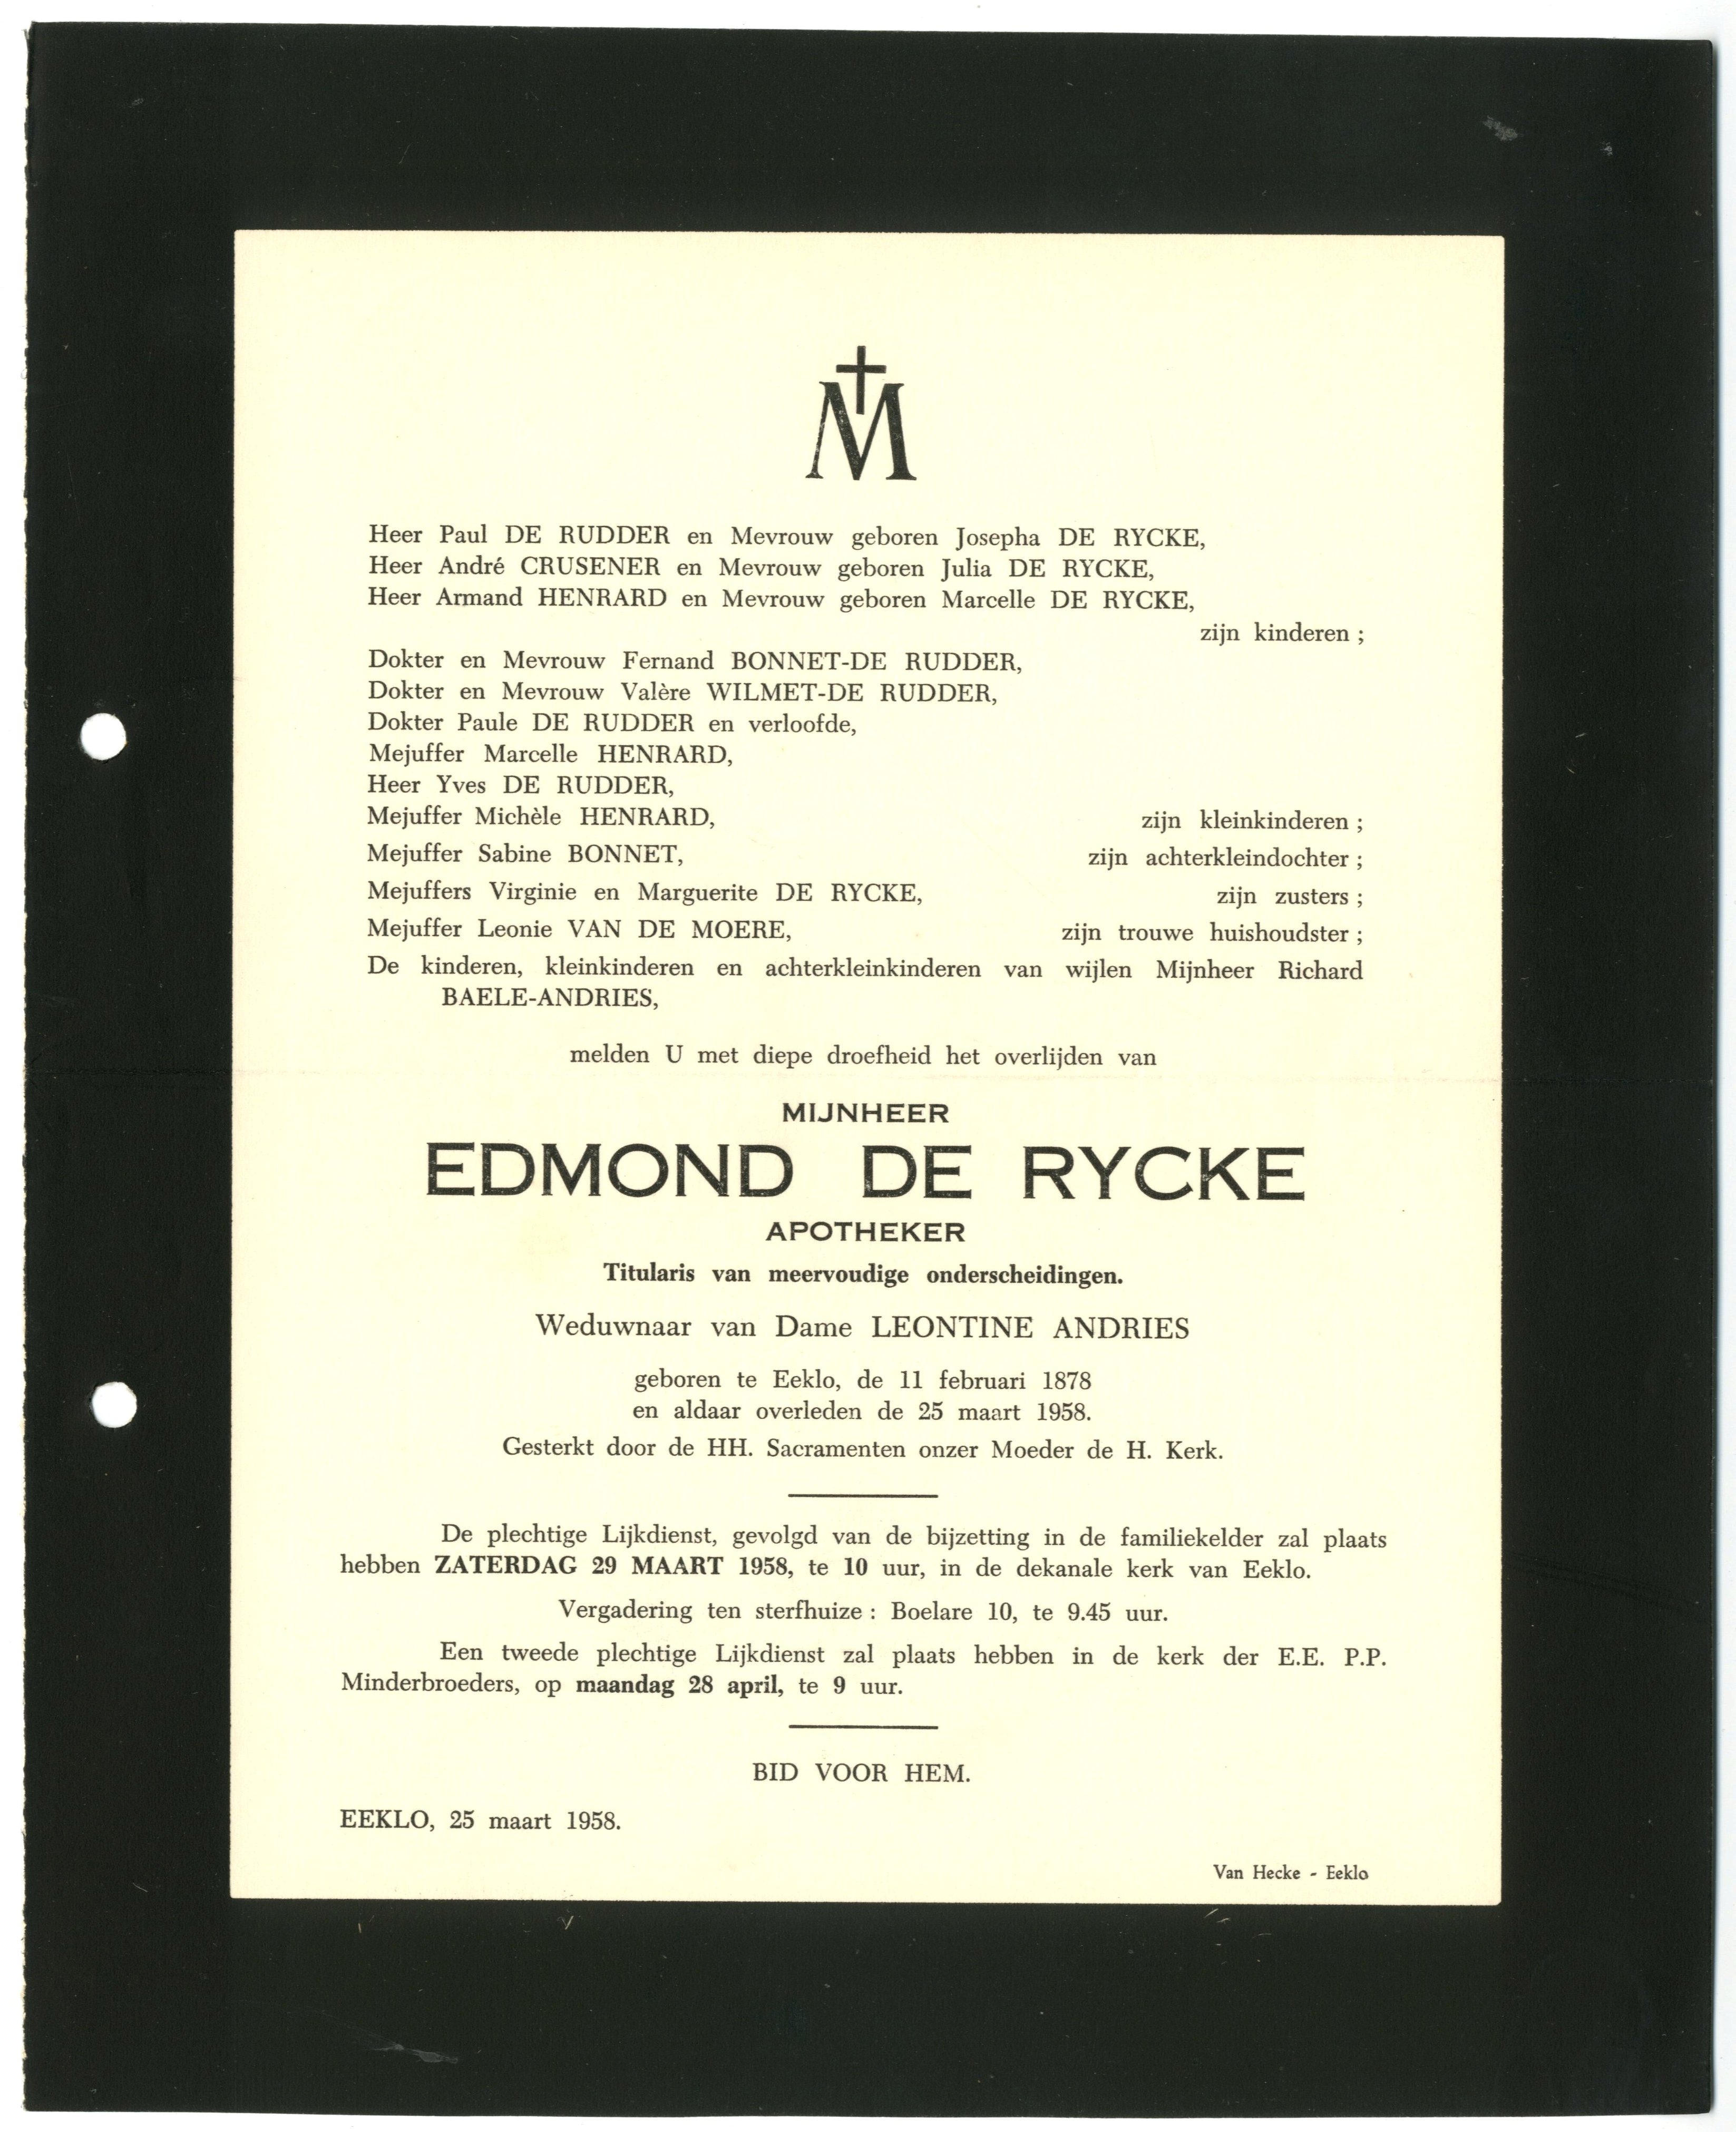 M
Heer Paul DE RUDDER en Mevrouw geboren Josepha DE RYCKE,
Heer André CRUSENER en Mevrouw geboren Julia DE RYCKE,
Heer Armand HENRARD en Mevrouw geboren Marcelle DE RYCKE,
zijn kinderen ;
Dokter en Mevrouw Fernand BONNET-DE RUDDER,
Dokter en Mevrouw Valère WILMET-DE RUDDER,
Dokter Paule DE RUDDER en verloofde,
Mejuffer Marcelle HENRARD,
Heer Yves DE RUDDER,
Mejuffer Michèle HENRARD, zijn kleinkinderen ;
Mejuffer Sabine BONNET, zijn achterkleindochter ;
Mejuffers Virginie en Marguerite DE RYCKE, zijn zusters ;
Mejuffer Leonie VAN DE MOERE, zijn trouwe huishoudster ;
De kinderen, kleinkinderen en achterkleinkinderen van wijlen Mijnheer Richard
BAELE-ANDRIES,
melden U met diepe droefheid het overlijden van
MIJNHEER
EDMOND DE RYCKE
APOTHEKER
Titularis van meervoudige onderscheidingen.
Weduwnaar van Dame LEONTINE ANDRIES
geboren te Eeklo, de 11 februari 1878
en aldaar overleden de 25 maart 1958.
Gesterkt door de HH. Sacramenten onzer Moeder de H. Kerk.
De plechtige Lijkdienst, gevolgd van de bijzetting in de familiekelder zal plaats
hebben ZATERDAG 29 MAART 1958, te 10 uur, in de dekanale kerk van Eeklo.
Vergadering ten sterfhuize : Boelare 10, te 9.45 uur.
Een tweede plechtige Lijkdienst zal plaats hebben in de kerk der E.E. P.P.
Minderbroeders, op maandag 28 april, te 9 uur.
BID VOOR HEM.
EEKLO, 25 maart 1958.
Van Hecke - Eeklo